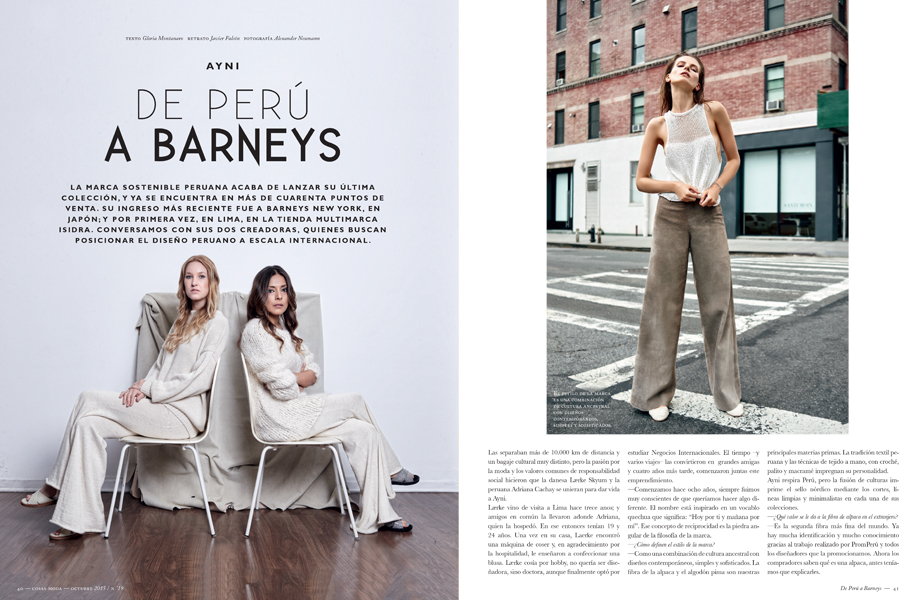 TEXTO Gloria Montanaro RETRATO Javier Falcón FOTOGRAFÍA Alexander Neumann
AYNI
DE PERÚ
A BARNEYS
LA MARCA SOSTENIBLE PERUANA ACABA DE LANZAR SU ÚLTIMA
COLECCIÓN, Y YA SE ENCUENTRA EN MÁS DE CUARENTA PUNTOS DE
VENTA. SU INGRESO MÁS RECIENTE FUE A BARNEYS NEW YORK, EN
JAPÓN; Y POR PRIMERA VEZ, EN LIMA, EN LA TIENDA MULTIMARCA
ISIDRA. CONVERSAMOS CON SUS DOS CREADORAS, QUIENES BUSCAN
POSICIONAR EL DISEÑO PERUANO A ESCALA INTERNACIONAL.
40 — COSAS MODA — OCTUBRE 2015 / n.º19
EL ESTILO DE LA MARCA
ES UNA COMBINACIÓN
DE CULTURA ANCESTRAL
CON DISEÑOS
CONTEMPORÁNEOS,
SIMPLES Y SOFISTICADOS.
Las separaban más de 10.000 km de distancia y
un bagaje cultural muy distinto, pero la pasión por
la moda y los valores comunes de responsabilidad
social hicieron que la danesa Lærke Skyum y la
peruana Adriana Cachay se unieran para dar vida
a Ayni.
Lærke vino de visita a Lima hace trece años; y
amigos en común la llevaron adonde Adriana,
quien la hospedó. En ese entonces tenían 19 y
24 años. Una vez en su casa, Laerke encontró
una máquina de coser y, en agradecimiento por
la hospitalidad, le enseñaron a confeccionar una
blusa. Lærke cosía por hobby, no quería ser dise-
ñadora, sino doctora, aunque finalmente optó por
estudiar Negocios Internacionales. El tiempo -y
varios viajes- las convirtieron en grandes amigas
y cuatro años más tarde, comenzaron juntas este
emprendimiento.
—Comenzamos hace ocho años, siempre fuimos
muy conscientes de que queríamos hacer algo di-
ferente. El nombre está inspirado en un vocablo
quechua que significa: "Hoy por ti y mañana por
mí". Ese concepto de reciprocidad es la piedra an-
gular de la filosofía de la marca.
—¿Cómo definen el estilo de la marca?
—Como una combinación de cultura ancestral con
diseños contemporáneos, simples y sofisticados. La
fibra de la alpaca y el algodón pima son nuestras
principales materias primas. La tradición textil pe-
ruana y las técnicas de tejido a mano, con croché,
palito y macramé impregnan su personalidad.
Ayni respira Perú, pero la fusión de culturas im-
prime el sello nórdico mediante los cortes, lí-
neas limpias y minimalistas en cada una de sus
colecciones.
—¿Qué valor se le da a la fibra de alpaca en el extranjero?
—Es la segunda fibra más fina del mundo. Ya
hay mucha identificación y mucho conocimiento
gracias al trabajo realizado por PromPerú y todos
los diseñadores que la promocionamos. Ahora los
compradores saben qué es una alpaca, antes tenía-
mos que explicarles.
De Perú a Barneys — 41